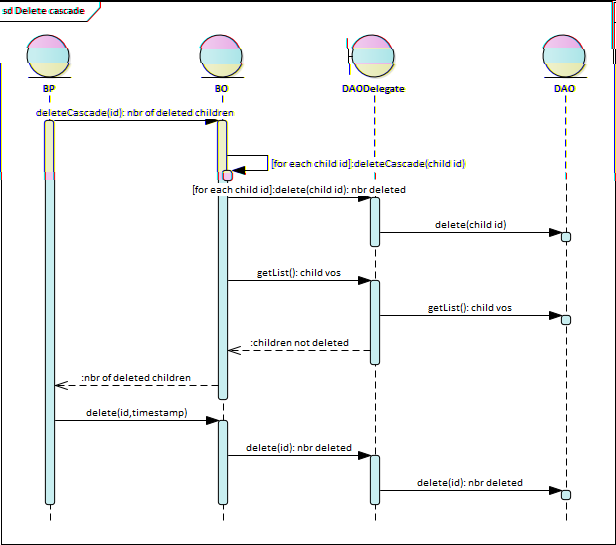 sd Delete cascade
BP
BO
DAODelegate
DAO
deleteCascade(id): nbr of deleted children
[for each child id]:deleteCascade(child id)
[for each child id]:delete(child id): nbr deleted
delete(child id)
getList(): child vos
getList(): child vos
:children not deleted
:nbr of deleted children
delete(id,timestamp)
delete(id): nbr deleted
delete(id): nbr deleted